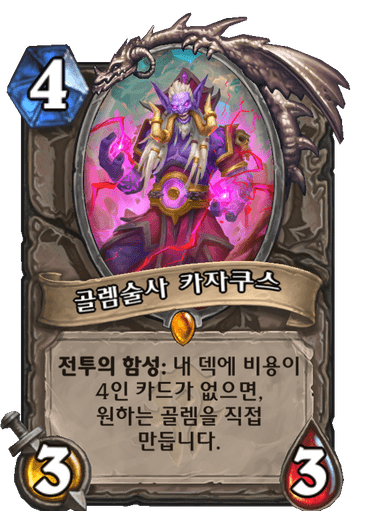 4
골렘술사 카자쿠스
전투의 함성: 내 덱에 비용이
4인 카드가 없으면,
원하는 골렘을 직접
만듭니다.
3
3